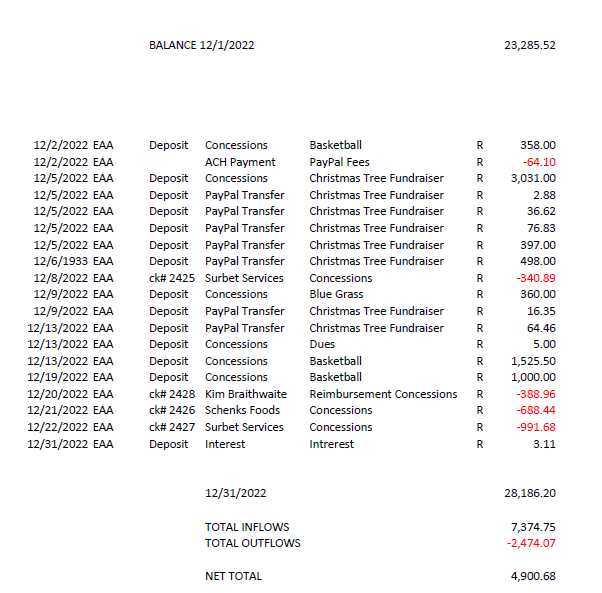 BALANCE 12/1/2022 23,285.52
12/2/2022 EAA Deposit Concessions Basketball R 358.00
12/2/2022 EAA ACH Payment PayPal Fees R -64.10
12/5/2022 EAA Deposit Concessions Christmas Tree Fundraiser R 3,031.00
12/5/2022 EAA Deposit PayPal Transfer Christmas Tree Fundraiser R 2.88
12/5/2022 EAA Deposit PayPal Transfer Christmas Tree Fundraiser R 36.62
12/5/2022 EAA Deposit PayPal Transfer Christmas Tree Fundraiser R 76.83
12/5/2022 EAA Deposit PayPal Transfer Christmas Tree Fundraiser R 397.00
12/6/1933 EAA Deposit PayPal Transfer Christmas Tree Fundraiser R 498.00
12/8/2022 EAA ck# 2425 Surbet Services Concessions R -340.89
12/9/2022 EAA Deposit Concessions Blue Grass R 360.00
12/9/2022 EAA Deposit PayPal Transfer Christmas Tree Fundraiser R 16.35
12/13/2022 EAA Deposit PayPal Transfer Christmas Tree Fundraiser R 64.46
12/13/2022 EAA Deposit Concessions Dues R 5.00
12/13/2022 EAA Deposit Concessions Basketball R 1,525.50
12/19/2022 EAA Deposit Concessions Basketball R 1,000.00
12/20/2022 EAA ck# 2428 Kim Braithwaite Reimbursement Concessions R -388.96
12/21/2022 EAA ck# 2426 Schenks Foods Concessions R -688.44
12/22/2022 EAA ck# 2427 Surbet Services Concessions R -991.68
12/31/2022 EAA Deposit Interest Intrerest R 3.11
12/31/2022 28,186.20
TOTAL INFLOWS 7,374.75
TOTAL OUTFLOWS -2,474.07
NET TOTAL 4,900.68